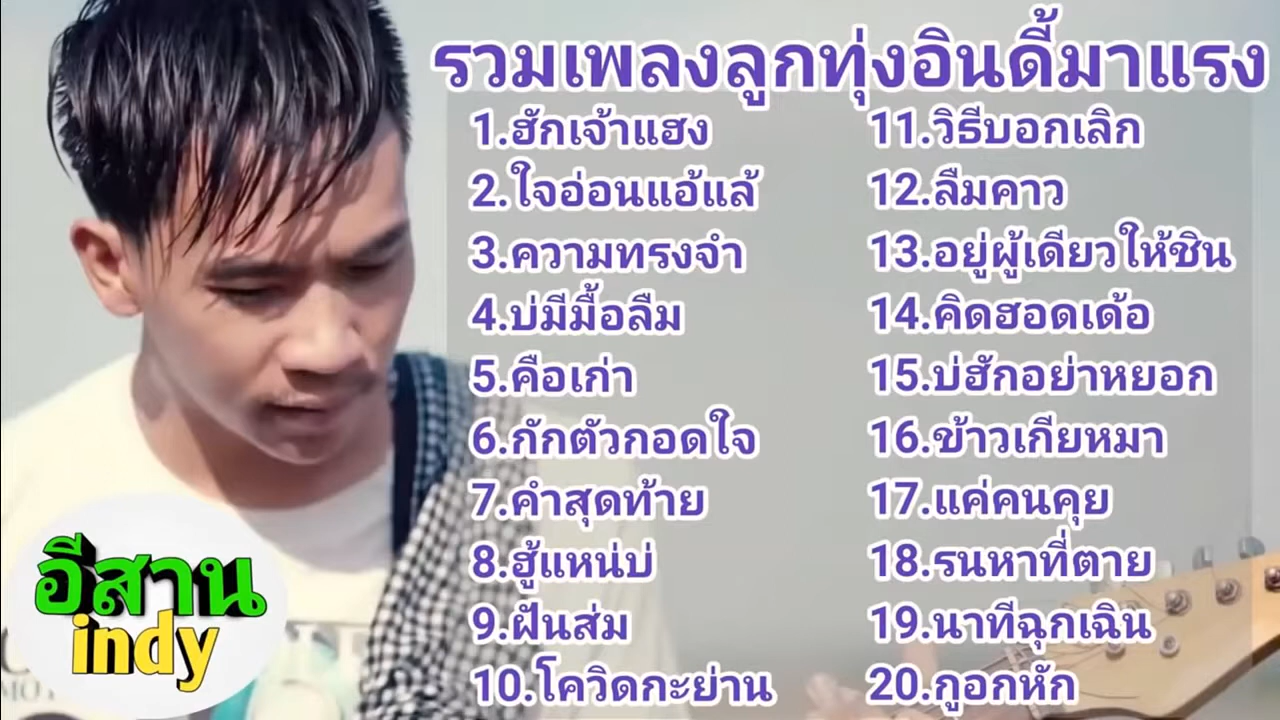 รวมเพลงลูกทุ่งอินดี้มาแรง
1.ฮักเจ้าแฮง
2.ใจอ่อนแอ้แล้
3.ความทรงจำ
4.บ่มีมื้อลืม
5.คือเก่า
6.กักตัวกอดใจ
7.คำสุดท้าย
8.ฮู้แหน่บ่
9.ฝันส่ม
10.โควิดกะย่าน
11.วิธีบอกเลิก
12.ลืมคาว
13.อยู่ผู้เดียวให้ชิน
14.คิดฮอดเด้อ
15.บ่ฮักอย่าหยอก
16.ข้าวเกียหมา
17.แค่คนคุย
18.รนหาที่ตาย
19.นาทีฉุกเฉิน
20.กูอกหัก
อีสาน
indy